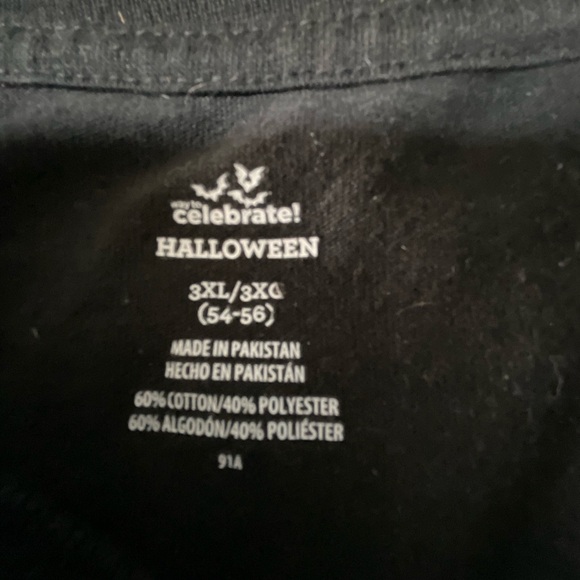 way to
celebrate!
HALLOWEEN
3XL/3XG
(54-56)
MADE IN PAKISTAN
HECHO EN PAKISTÁN
60% COTTON/40% POLYESTER
60% ALGODÓN/40% POLIÉSTER
91A